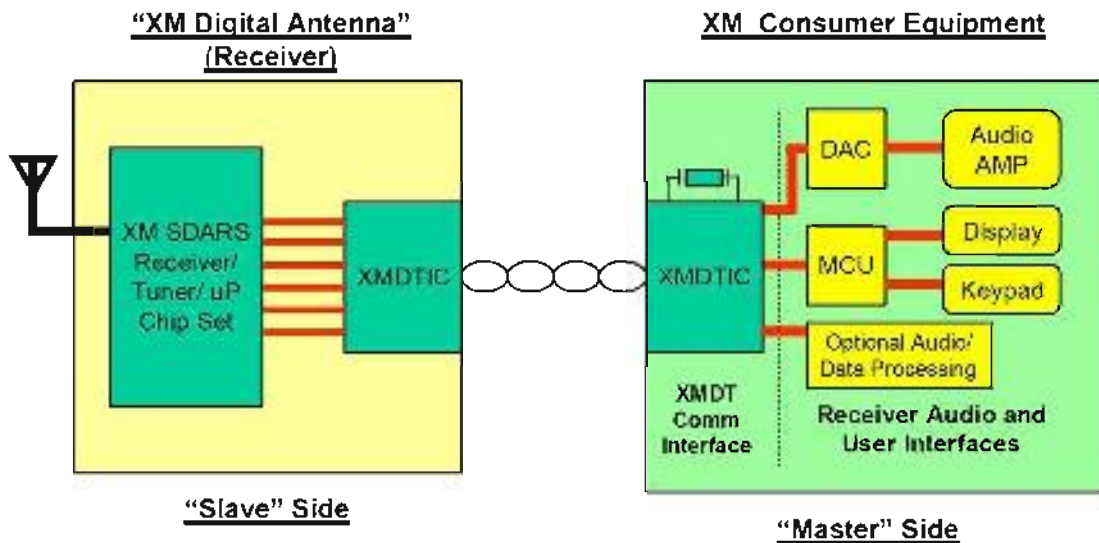 “XM Digital Antenna”
(Receiver)
XM Consumer Equipment
XM SDARS
Receiver/
Tuner/ uP
Chip Set
XMDTIC
XMDTIC
DAC
Audio
AMP
MCU
Display
Keypad
Optional Audio/
Data Processing
XMDT
Comm
Interface
Receiver Audio and
User Interfaces
“Slave” Side
“Master” Side